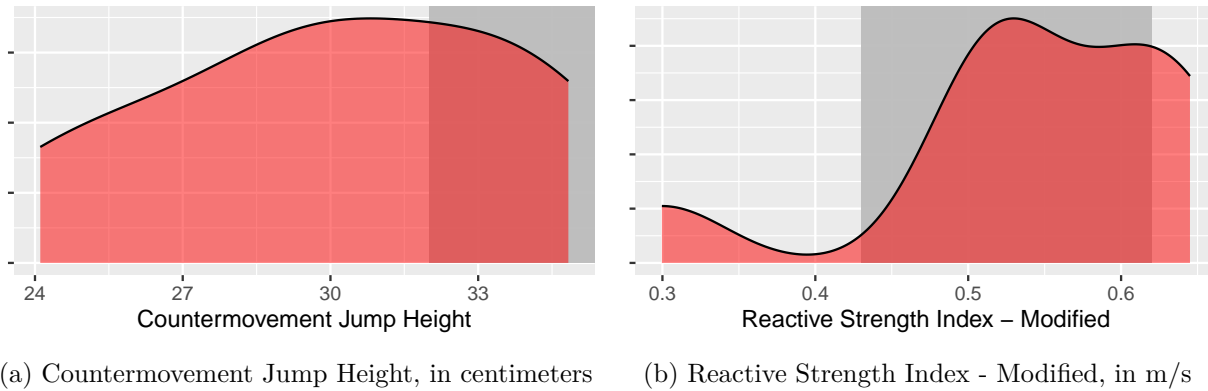 24 27 30 33
Countermovement Jump Height
(a) Countermovement Jump Height, in centimeters
0.3 0.4 0.5 0.6
Reactive Strength Index – Modified
(b) Reactive Strength Index - Modified, in m/s